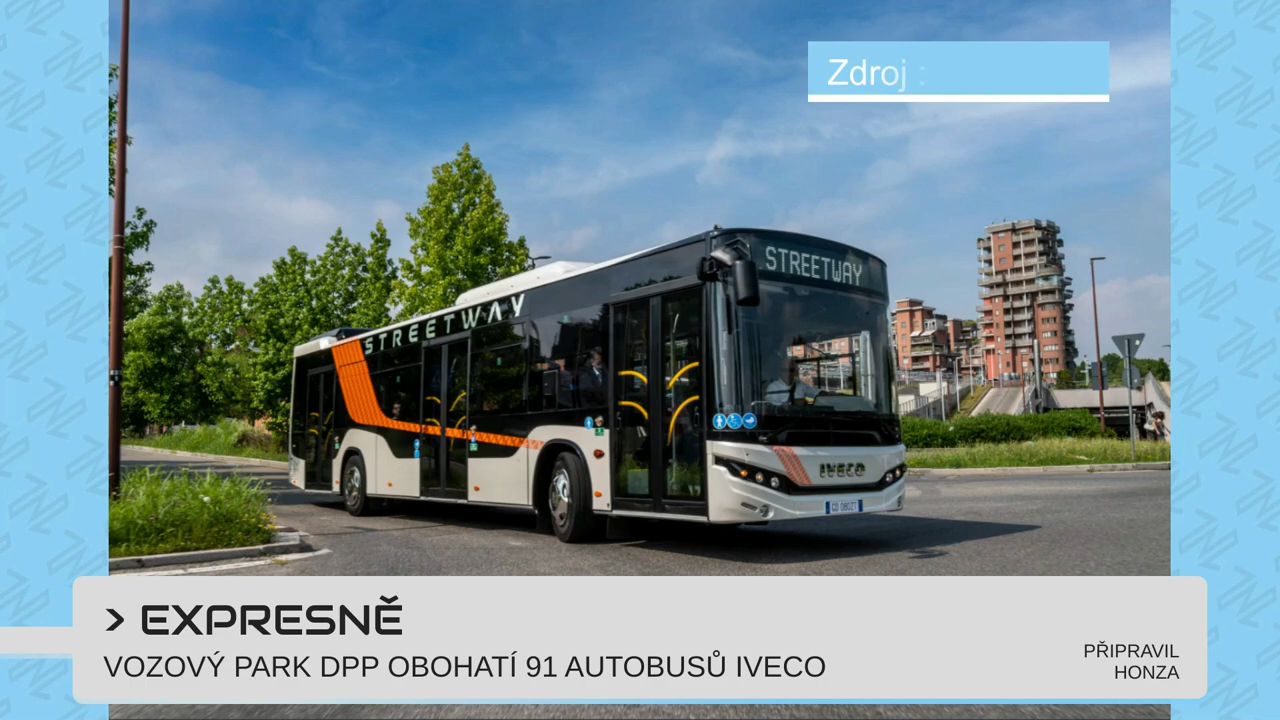 Zdroj :
STREETWAY
STREETWAY
IVECO
> EXPRESNĚ
VOZOVÝ PARK DPP OBOHATÍ 91 AUTOBUSŮ IVECO
PŘIPRAVIL
HONZA